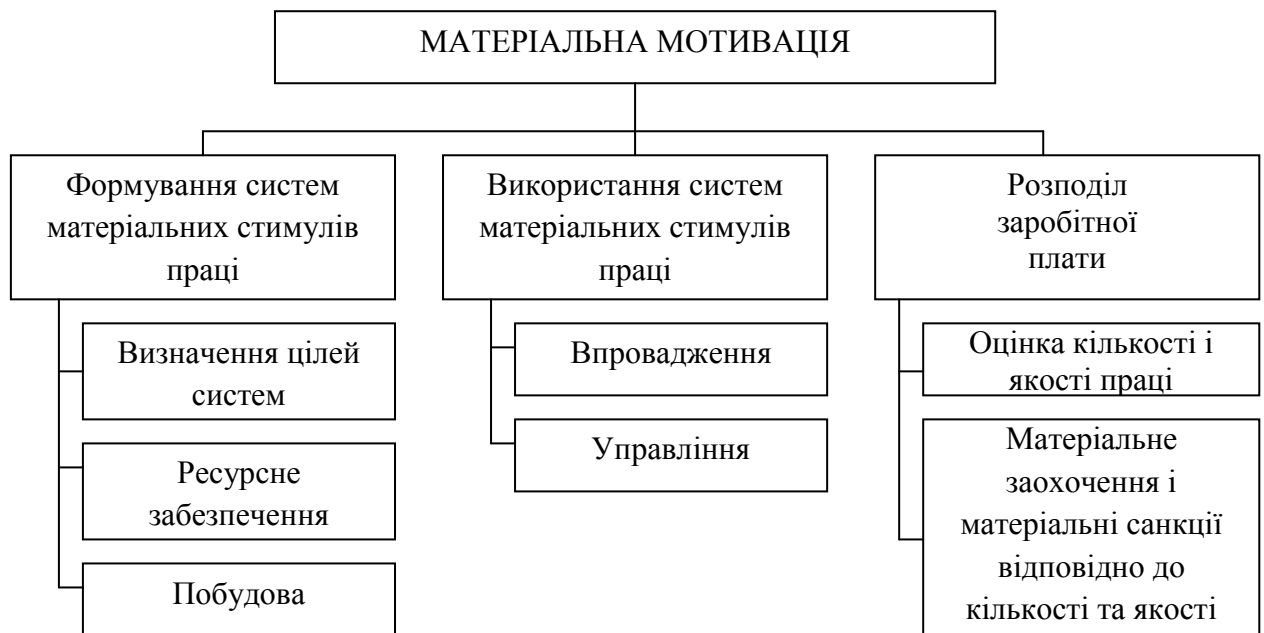 МАТЕРІАЛЬНА МОТИВАЦІЯ
Формування систем
матеріальних стимулів
праці
Визначення цілей
систем
Ресурсне
забезпечення
Побудова
Використання систем
матеріальних стимулів
праці
Впровадження
Управління
Розподіл
заробітної
плати
Оцінка кількості і
якості праці
Матеріальне
заохочення і
матеріальні санкції
відповідно до
кількості та якості